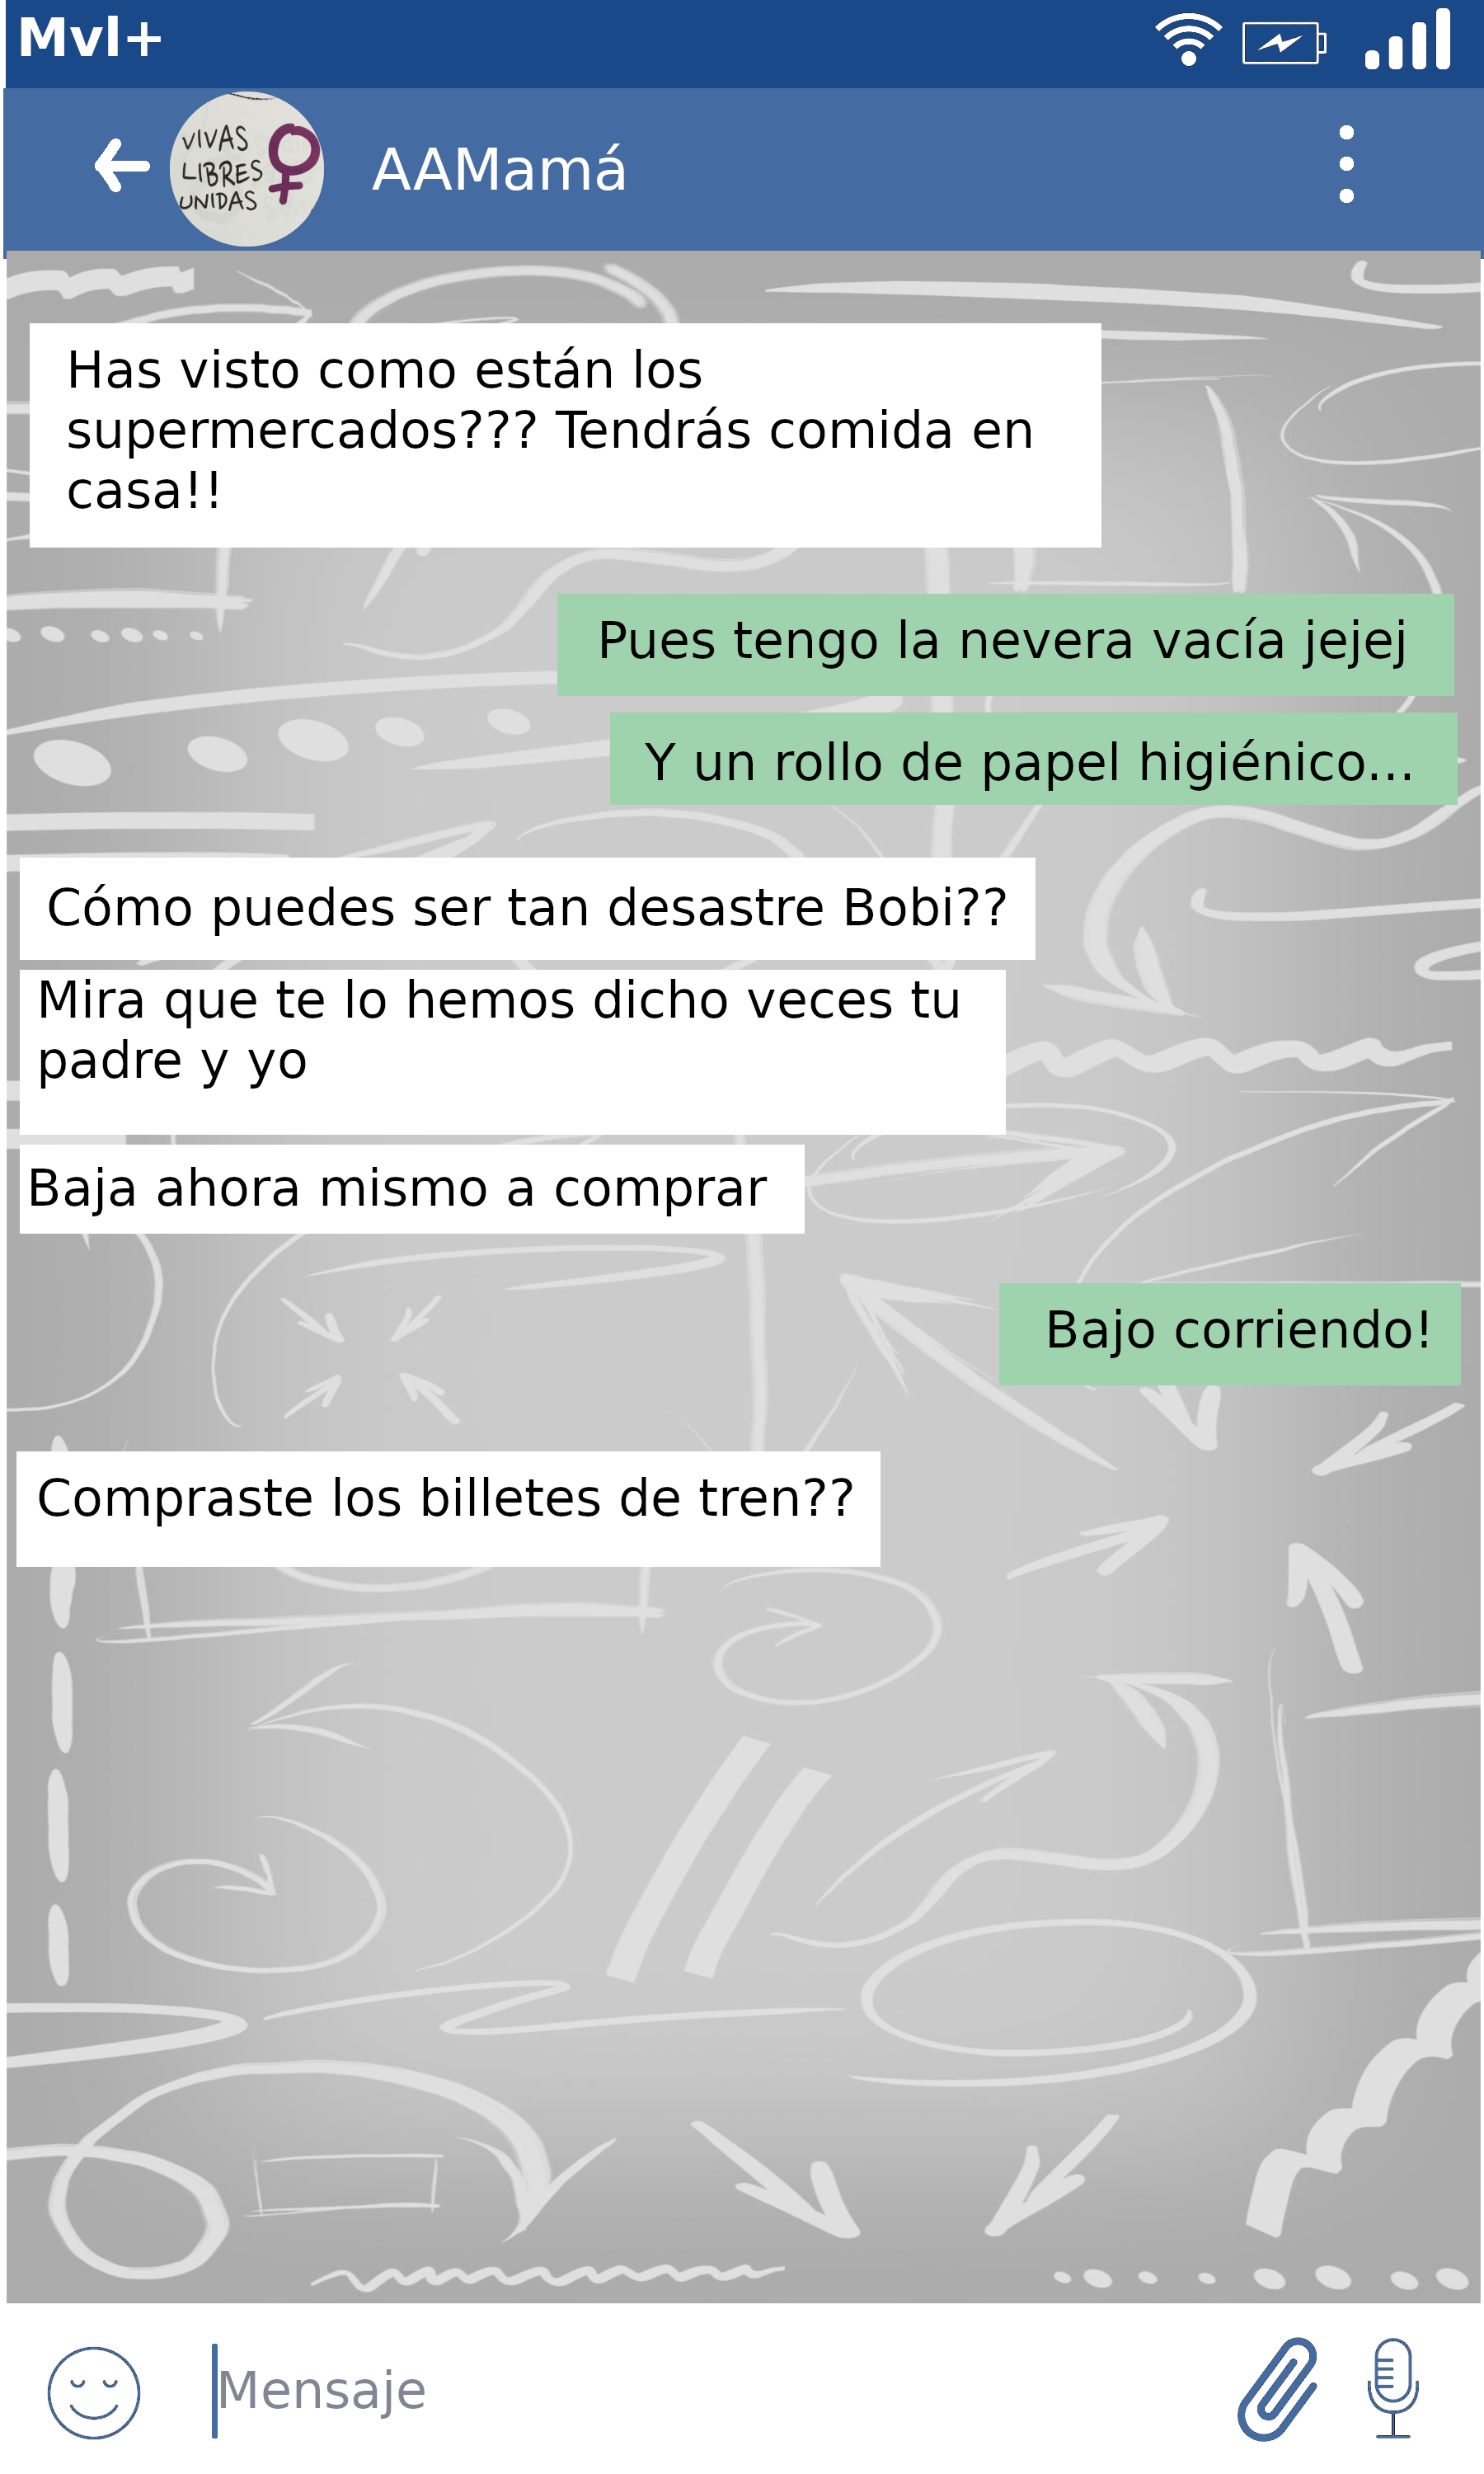 Mvl+
VIVAS
LIBRES
UNIDAS
AAMamá
Has visto como están los
supermercados??? Tendrás comida en
casa!!
Pues tengo la nevera vacía jejej
Y un rollo de papel higiénico...
Cómo puedes ser tan desastre Bobi??
Mira que te lo hemos dicho veces tu
padre y yo
Baja ahora mismo a comprar
Bajo corriendo!
Compraste los billetes de tren??
Mensaje